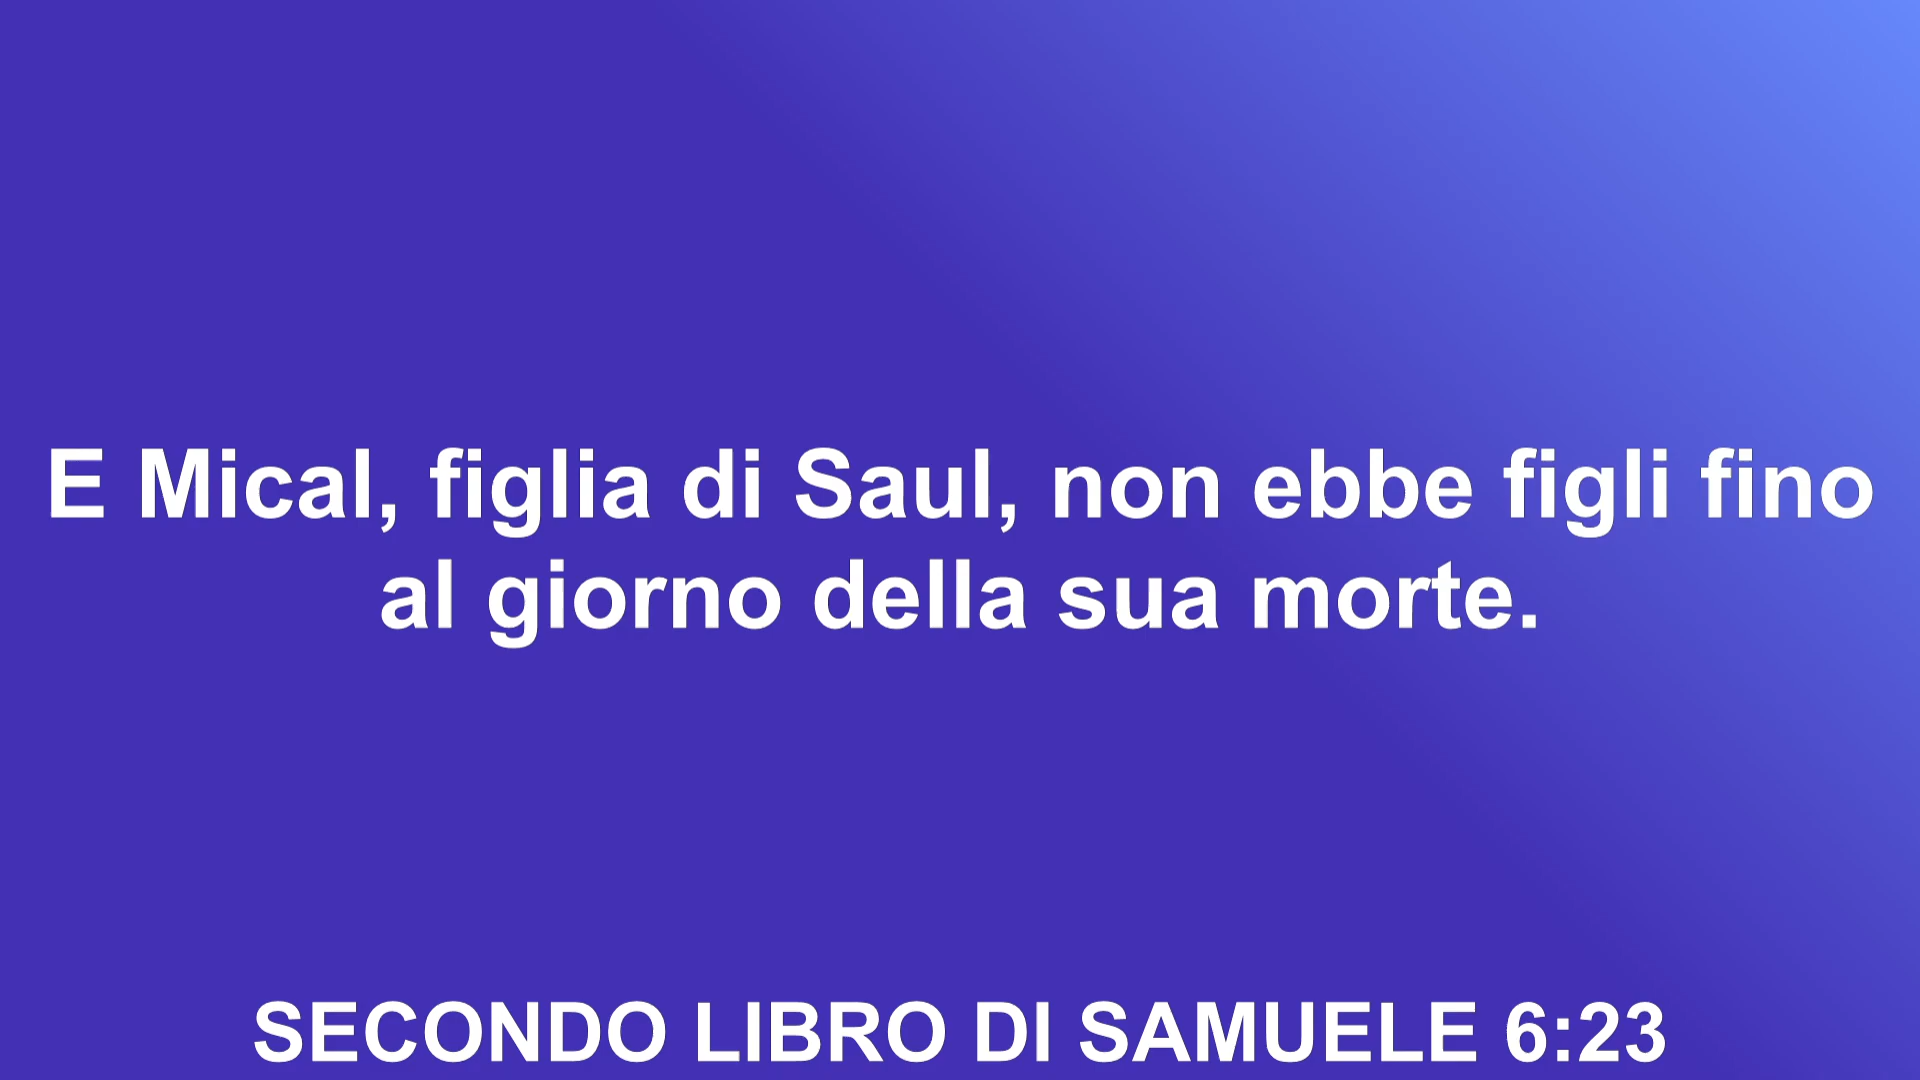 E Mical, figlia di Saul, non ebbe figli fino
al giorno della sua morte.
SECONDO LIBRO DI SAMUELE 6:23